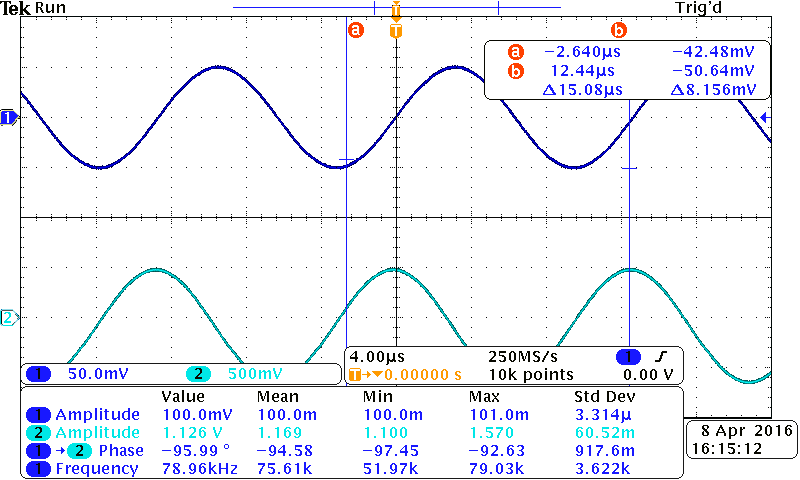 Tek Run Trig'd
T
a T b
a −2.640µs −42.48mV
b 12.44µs −50.64mV
Δ15.08µs Δ8.156mV
1
2
1 50.0mV 2 500mV
4.00µs 250MS/s 1
T→▼0.00000 s 10k points 0.00 V
Value Mean Min Max Std Dev
1 Amplitude 100.0mV 100.0m 100.0m 101.0m 3.314µ
2 Amplitude 1.126 V 1.169 1.100 1.570 60.52m
1 → 2 Phase −95.99 ° −94.58 −97.45 −92.63 917.6m
1 Frequency 78.96kHz 75.61k 51.97k 79.03k 3.622k
8 Apr 2016
16:15:12